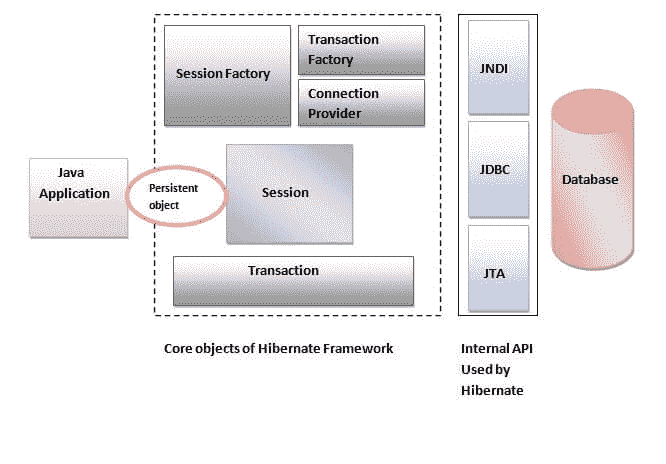 Session Factory
Transaction
Factory
Connection
Provider
JNDI
Java
Application
Persistent
object
Session
JDBC
Database
Transaction
JTA
Core objects of Hibernate Framework
Internal API
Used by
Hibernate